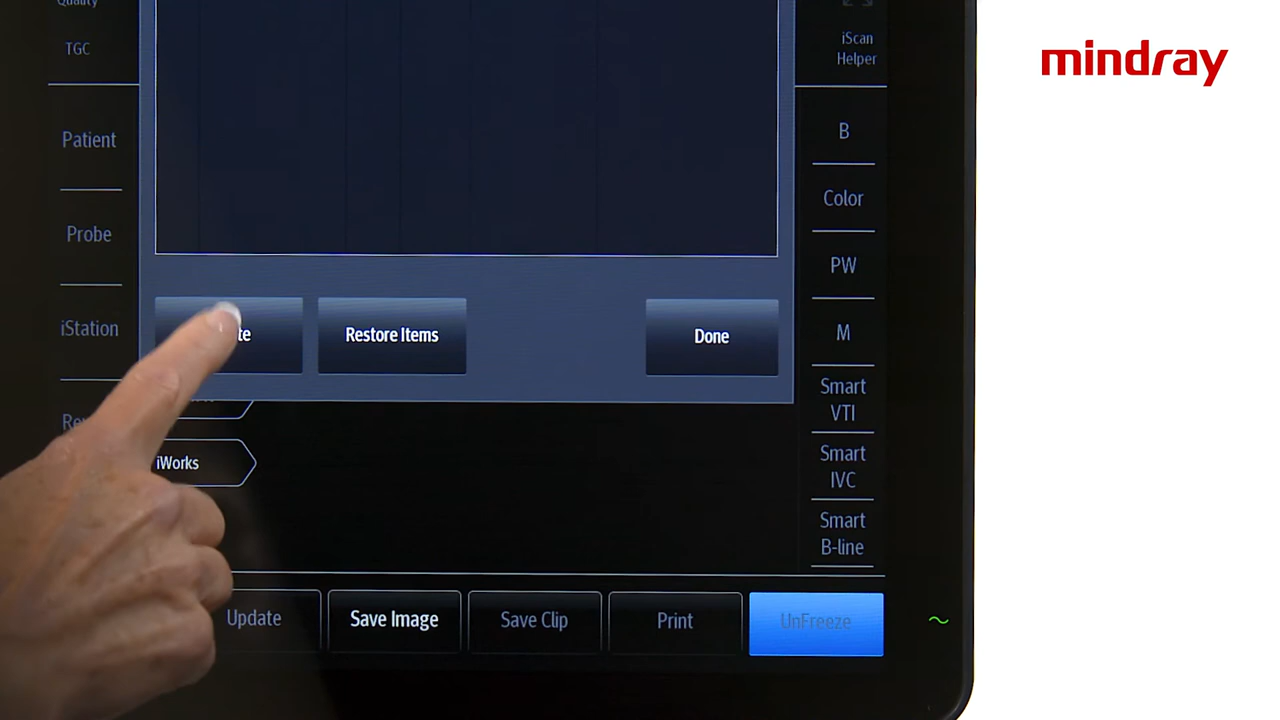 Quality
TGC
Patient
Probe
iStation
iWorks
Restore Items
Done
iScan
Helper
B
Color
PW
M
Smart
VTI
Smart
IVC
Smart
B-line
Update
Save Image
Save Clip
Print
UnFreeze
mindray